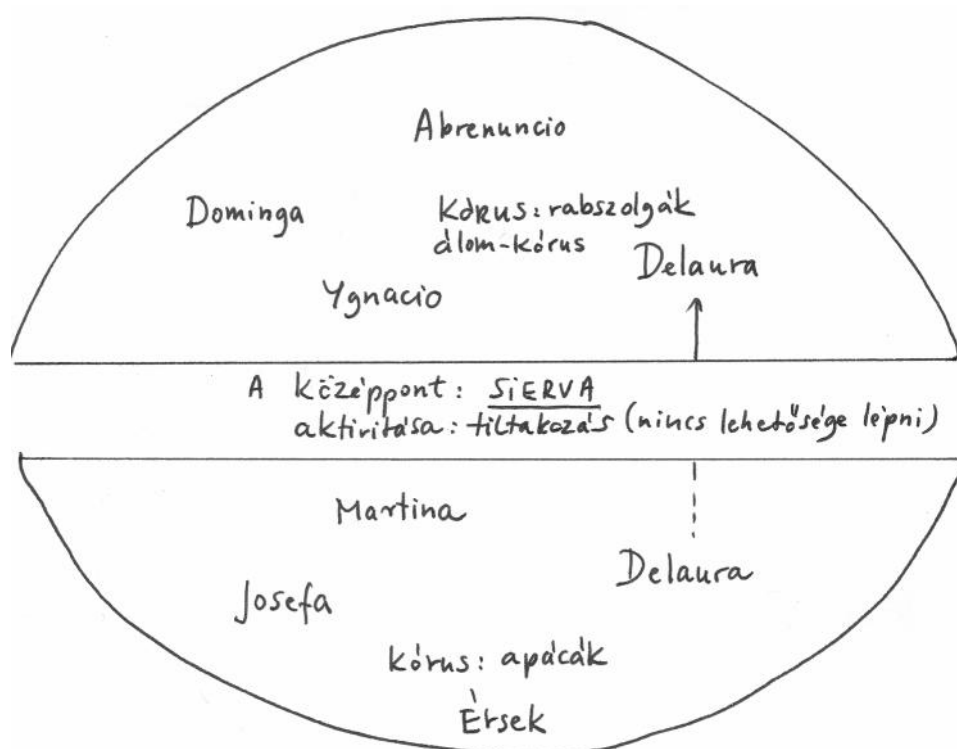 Abrenuncio
Dominga
KÓRUS: rabszolgák
álom-kórus
Delaura
Ygnacio
A középpont: SiERVA
aktivitása: tiltakozás (nincs lehetősége lépni)
Martina
Delaura
Josefa
kórus: apácák
Érsek